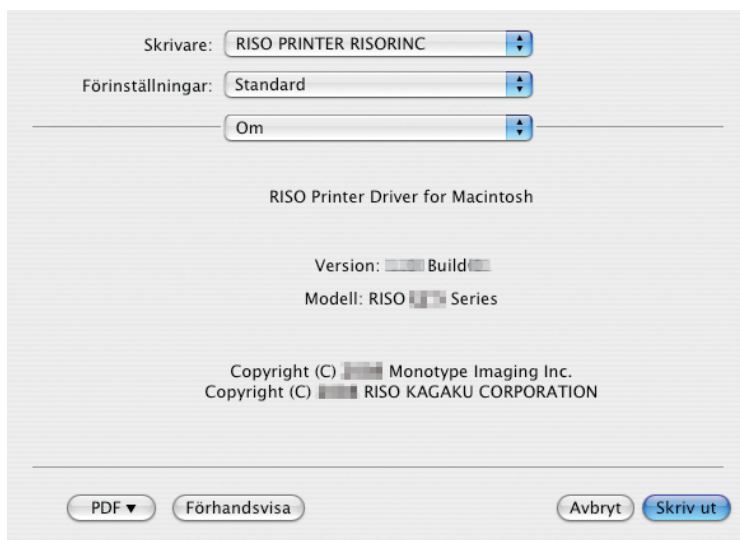 Skrivare: RISO PRINTER RISORINC
Förinställningar: Standard
Om
RISO Printer Driver for Macintosh
Version: Build
Modell: RISO Series
Copyright (C) Monotype Imaging Inc.
Copyright (C) RISO KAGAKU CORPORATION
PDF ▼ Förhandsvisa Avbryt Skriv ut